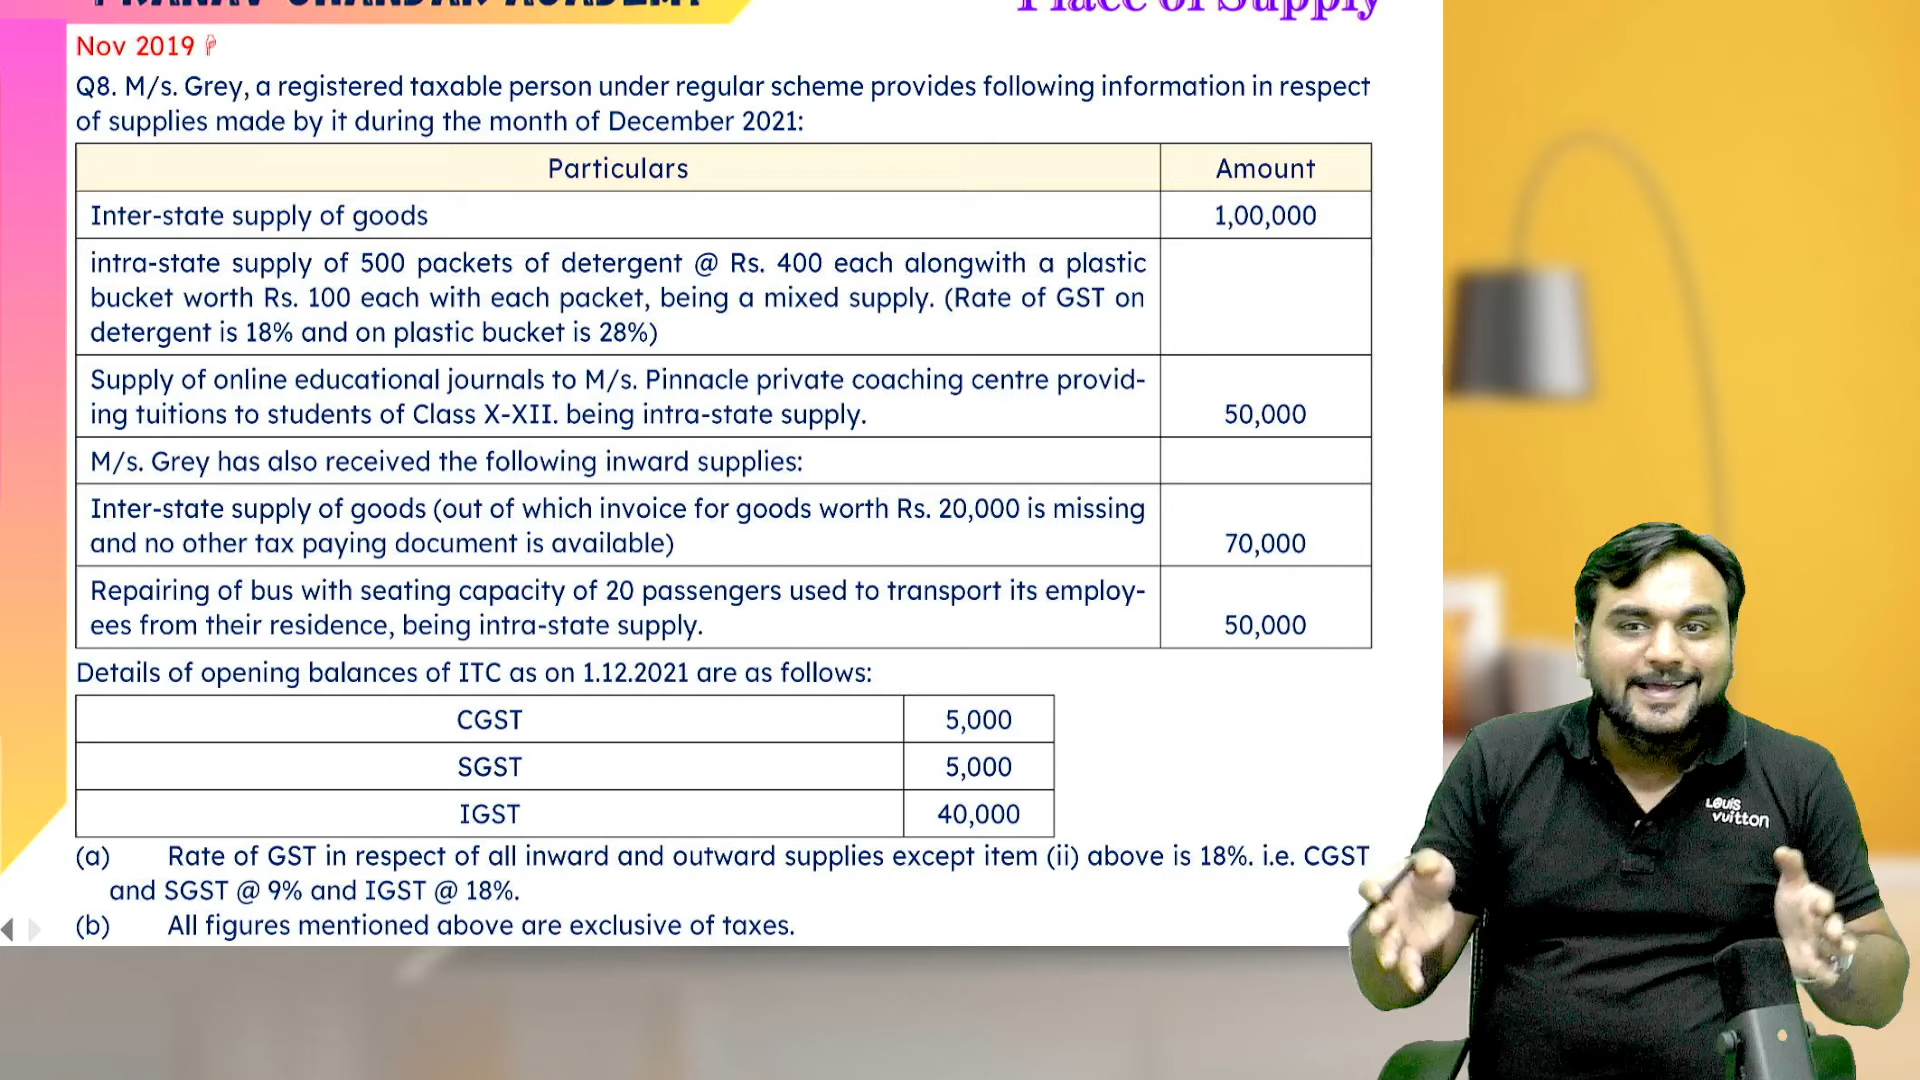 PRANAV CHANDAK ACADEMY
Place of Supply
Nov 2019
Q8. M/s. Grey, a registered taxable person under regular scheme provides following information in respect
of supplies made by it during the month of December 2021:
Particulars Amount
Inter-state supply of goods 1,00,000
intra-state supply of 500 packets of detergent @ Rs. 400 each alongwith a plastic
bucket worth Rs. 100 each with each packet, being a mixed supply. (Rate of GST on
detergent is 18% and on plastic bucket is 28%)
Supply of online educational journals to M/s. Pinnacle private coaching centre provid-
ing tuitions to students of Class X-XII. being intra-state supply. 50,000
M/s. Grey has also received the following inward supplies:
Inter-state supply of goods (out of which invoice for goods worth Rs. 20,000 is missing
and no other tax paying document is available) 70,000
Repairing of bus with seating capacity of 20 passengers used to transport its employ-
ees from their residence, being intra-state supply. 50,000
Details of opening balances of ITC as on 1.12.2021 are as follows:
CGST 5,000
SGST 5,000
IGST 40,000
(a) Rate of GST in respect of all inward and outward supplies except item (ii) above is 18%. i.e. CGST
and SGST @ 9% and IGST @ 18%.
(b) All figures mentioned above are exclusive of taxes.
Louis
vuitton